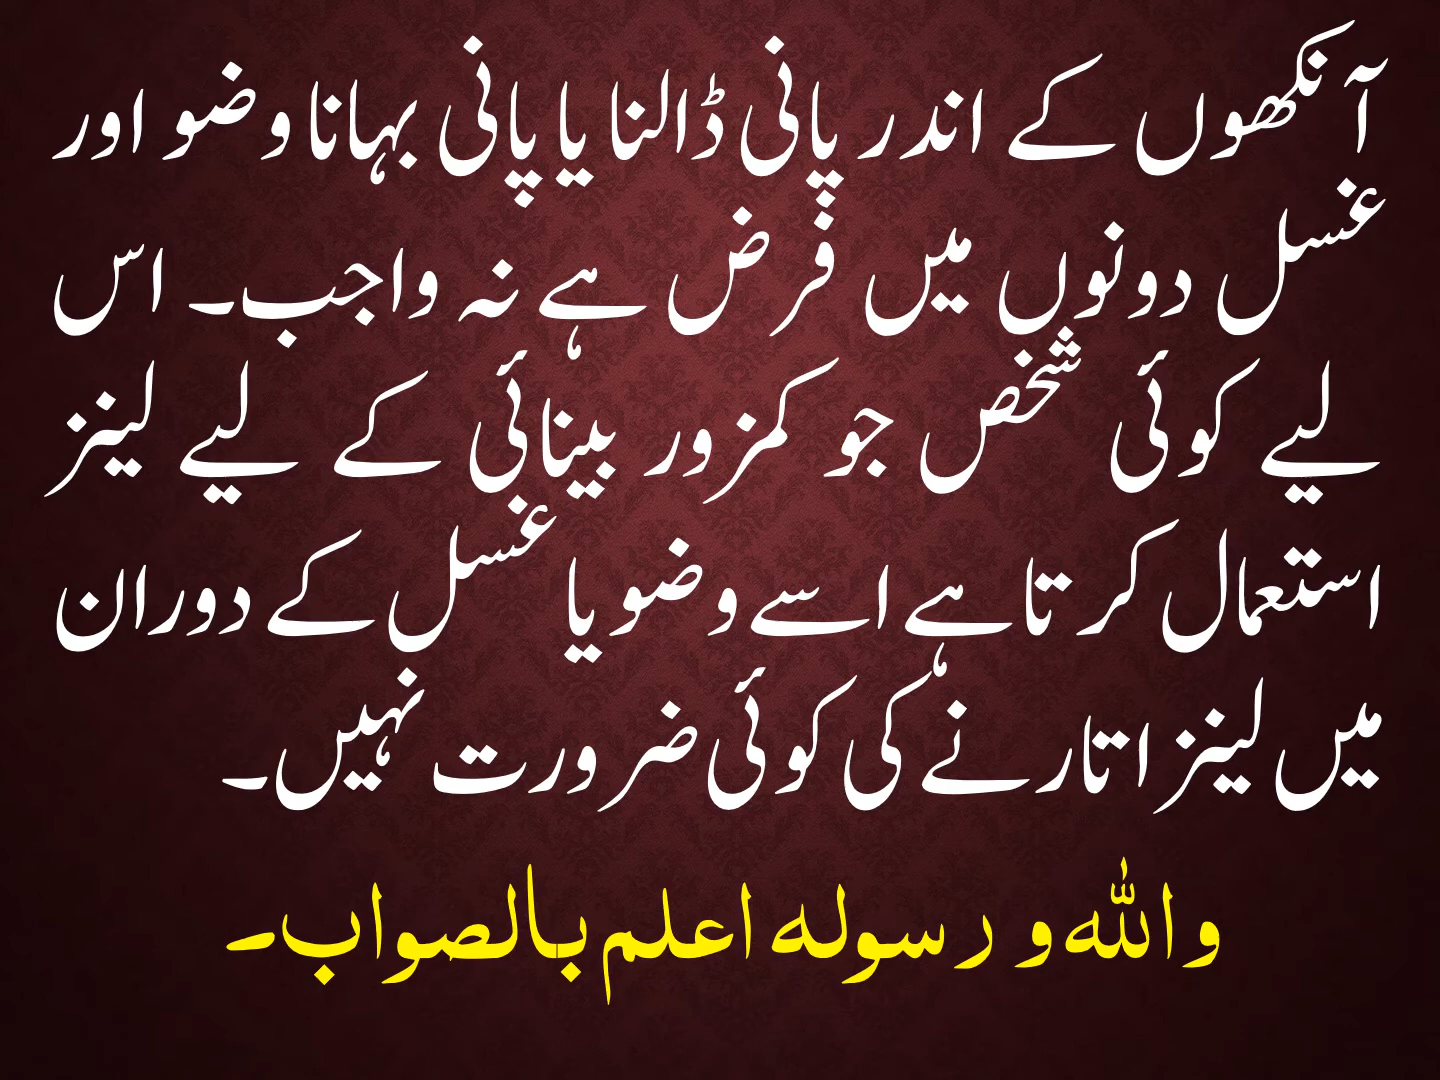 آنکھوں کے اندر پانی ڈالنا یا پانی بہانا وضو اور
غسل دونوں میں فرض ہے نہ واجب۔ اس
لیے کوئی شخص جو کمزور بینائی کے لیے لینز
استعمال کرتا ہے اسے وضو یا غسل کے دوران
میں لینز اتارنے کی کوئی ضرورت نہیں۔
واللہ و رسولہ اعلم بالصواب۔